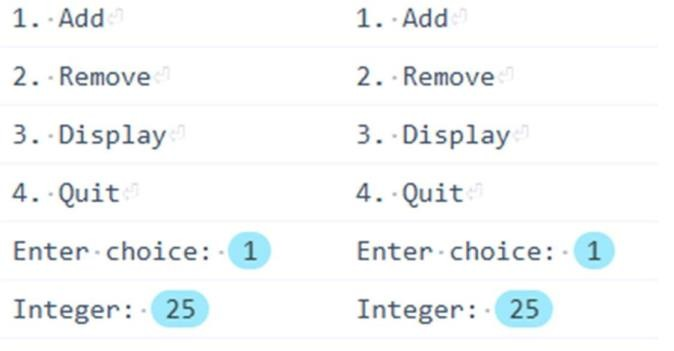 1. Add
2. Remove
3. Display
4. Quit
Enter choice: 1
Integer: 25
1. Add
2. Remove
3. Display
4. Quit
Enter choice: 1
Integer: 25